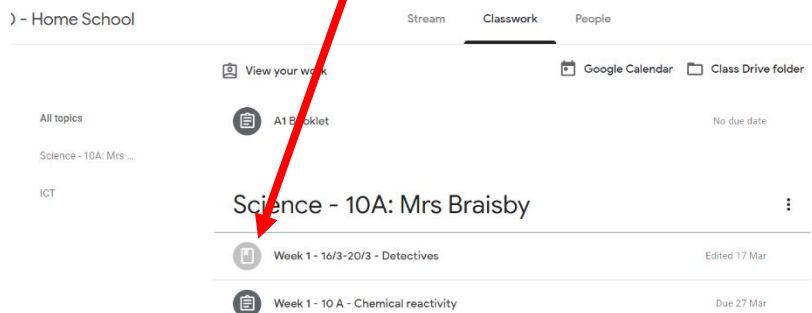 ) - Home School
Stream Classwork People
View your work
Google Calendar Class Drive folder
All topics
A1 Booklet
No due date
Science - 10A: Mrs ...
ICT
Science - 10A: Mrs Braisby
Week 1 - 16/3-20/3 - Detectives
Edited 17 Mar
Week 1 - 10 A - Chemical reactivity
Due 27 Mar